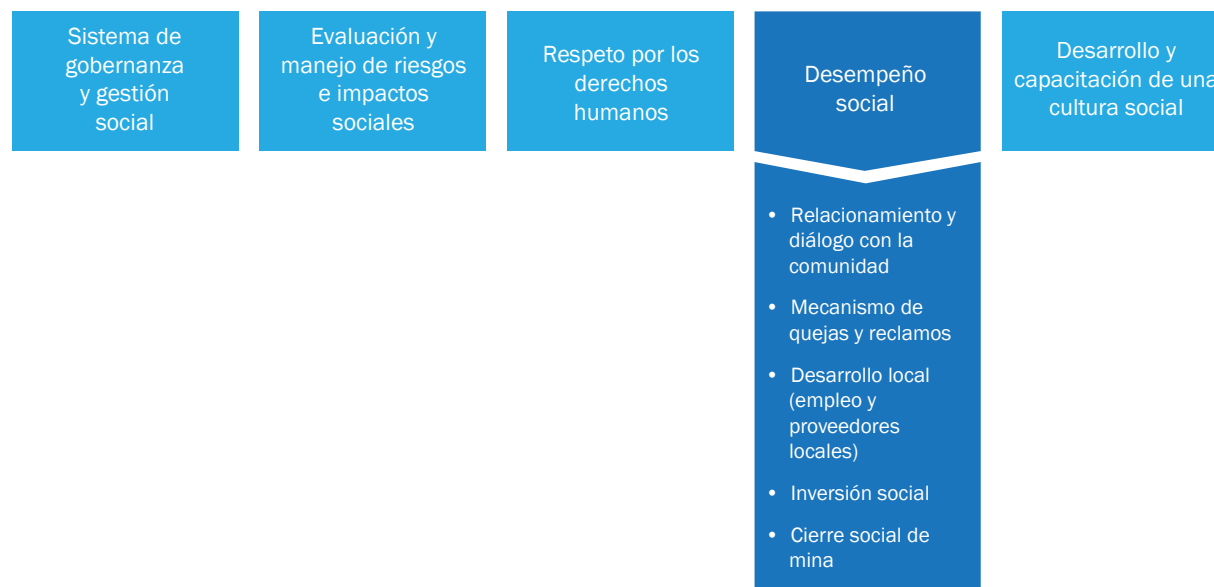 Sistema de
gobernanza
y gestión
social
Evaluación y
manejo de riesgos
e impactos
sociales
Respeto por los
derechos
humanos
Desempeño
social
Desarrollo y
capacitación de una
cultura social
• Relacionamiento y
diálogo con la
comunidad
• Mecanismo de
quejas y reclamos
• Desarrollo local
(empleo y
proveedores
locales)
• Inversión social
• Cierre social de
mina